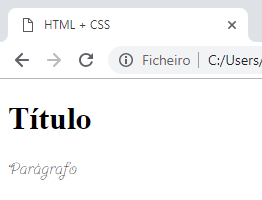 HTML + CSS
Ficheiro
C:/Users/
Título
Parágrafo